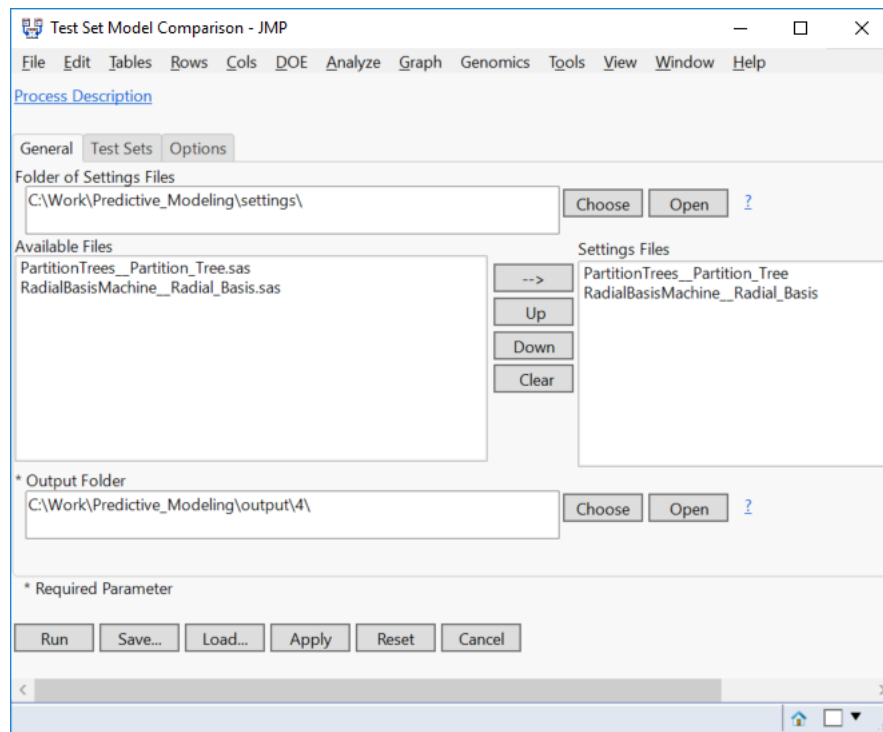 Test Set Model Comparison - JMP
File Edit Tables Rows Cols DOE Analyze Graph Genomics Tools View Window Help
Process Description
General Test Sets Options
Folder of Settings Files
C:\Work\Predictive_Modeling\settings\
Choose Open ?
Available Files
PartitionTrees__Partition_Tree.sas
RadialBasisMachine__Radial_Basis.sas
-->
Up
Down
Clear
Settings Files
PartitionTrees__Partition_Tree
RadialBasisMachine__Radial_Basis
* Output Folder
C:\Work\Predictive_Modeling\output\4\
Choose Open ?
* Required Parameter
Run Save... Load... Apply Reset Cancel